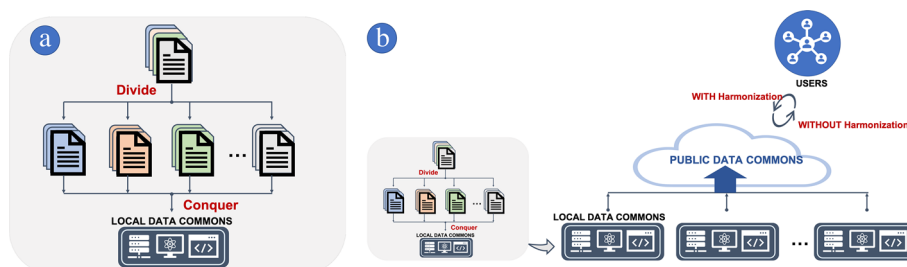 a
Divide
...
Conquer
LOCAL DATA COMMONS
</>
b
Divide
...
Conquer
LOCAL DATA COMMONS
</>
USERS
WITH Harmonization
WITHOUT Harmonization
PUBLIC DATA COMMONS
LOCAL DATA COMMONS
</>
</>
...
</>